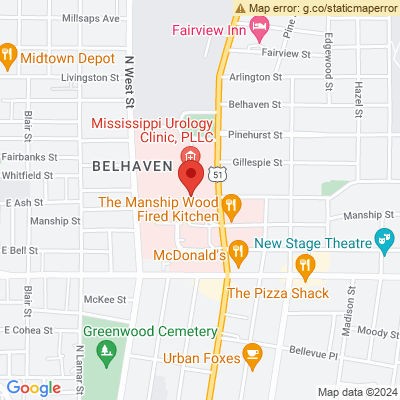 Map error: g.co/staticmaperror
Millsaps Ave
Fairview Inn
Pine
Edgewood St
Hazel St
Fairview St
Midtown Depot
Livingston St
N West St
Arlington St
Belhaven St
Blair St
Mississippi Urology
Clinic, PLLC
Pinehurst St
Fairbanks St
Whitfield St
BELHAVEN
Gillespie St
51
E Ash St
The Manship Wood
Fired Kitchen
Manship St
Manship St
E Bell St
McDonald's
New Stage Theatre
Blair St
McKee St
The Pizza Shack
Madison St
E Cohea St
Greenwood Cemetery
Moody St
N Lamar St
Urban Foxes
Bellevue Pl
Google
Map data ©2024